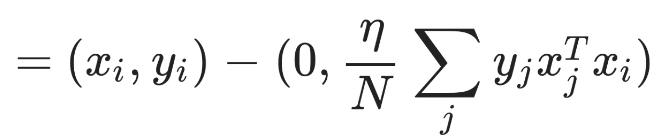 $= (x_i, y_i) - (0, \frac{\eta}{N} \sum_j y_j x_j^T x_i)$